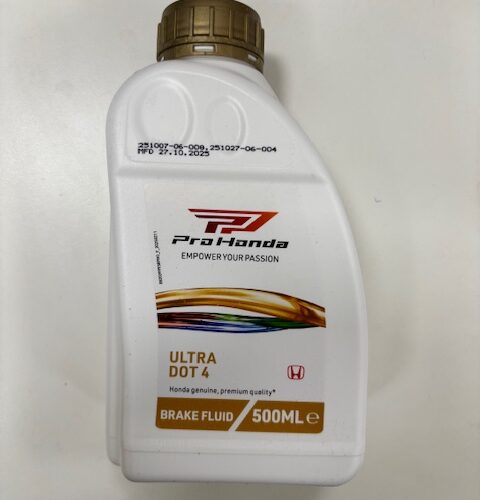 251007-06-008,251027-06-004
MFD 27.10.2025
Pro Honda
EMPOWER YOUR PASSION
ULTRA
DOT 4
Honda genuine, premium quality*
BRAKE FLUID / 500ML ℮